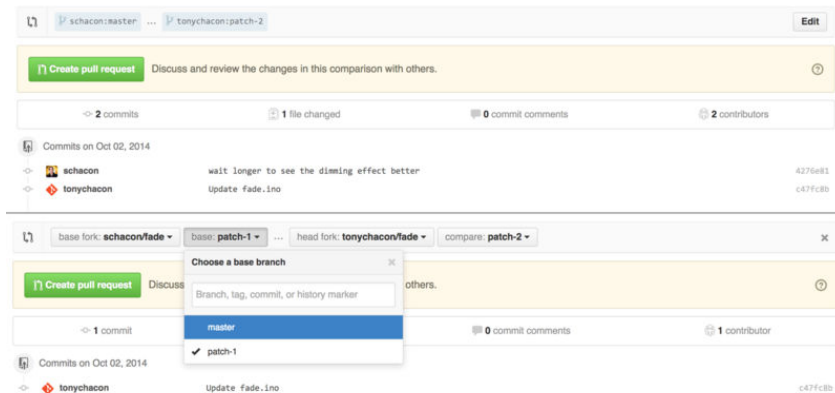 schacon:master ... tonychacon:patch-2 Edit
Create pull request Discuss and review the changes in this comparison with others.
2 commits 1 file changed 0 commit comments 2 contributors
Commits on Oct 02, 2014
schacon wait longer to see the dimming effect better 4276e81
tonychacon Update fade.ino c47fc8b
base fork: schacon/fade base: patch-1 ... head fork: tonychacon/fade compare: patch-2
Choose a base branch
Create pull request Discuss others.
Branch, tag, commit, or history marker
master
1 commit 0 commit comments 1 contributor
patch-1
Commits on Oct 02, 2014
tonychacon Update fade.ino c47fc8b